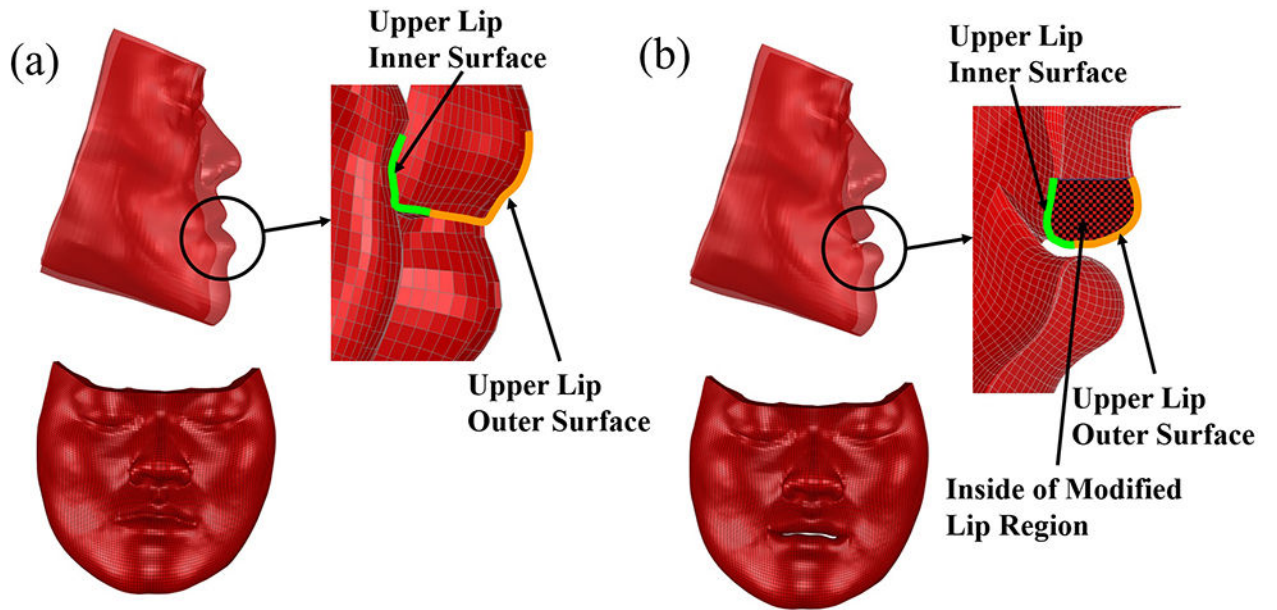 (a)
Upper Lip
Inner Surface
Upper Lip
Outer Surface
(b)
Upper Lip
Inner Surface
Upper Lip
Outer Surface
Inside of Modified
Lip Region